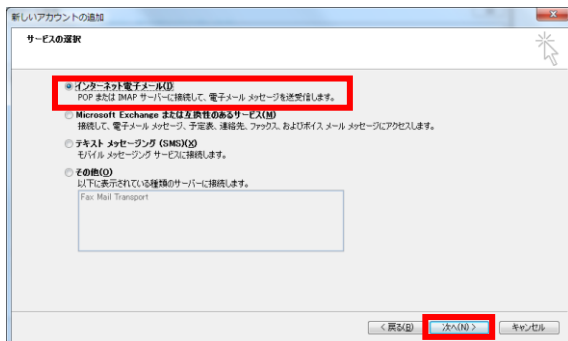 新しいアカウントの追加
サービスの選択
インターネット電子メール(I)
POP または IMAP サーバーに接続して、電子メール メッセージを送受信します。
Microsoft Exchange または互換性のあるサービス(M)
接続して、電子メール メッセージ、予定表、連絡先、ファックス、およびボイス メール メッセージにアクセスします。
テキスト メッセージング (SMS)(X)
モバイル メッセージング サービスに接続します。
その他(O)
以下に表示されている種類のサーバーに接続します。
Fax Mail Transport
< 戻る(B) 次へ(N) > キャンセル